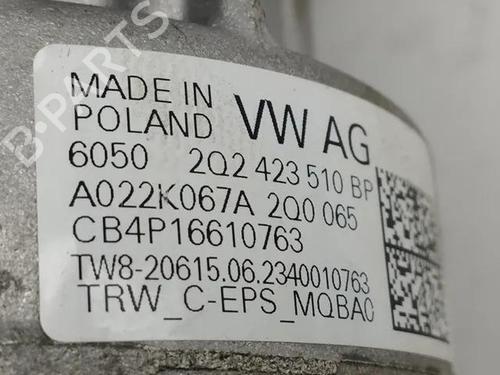 MADE IN
POLAND VW AG
6050 2Q2 423 510 BP
A022K067A 2Q0 065
CB4P16610763
TW8-20615.06.2340010763
TRW_C-EPS_MQBA0
B-PARTS